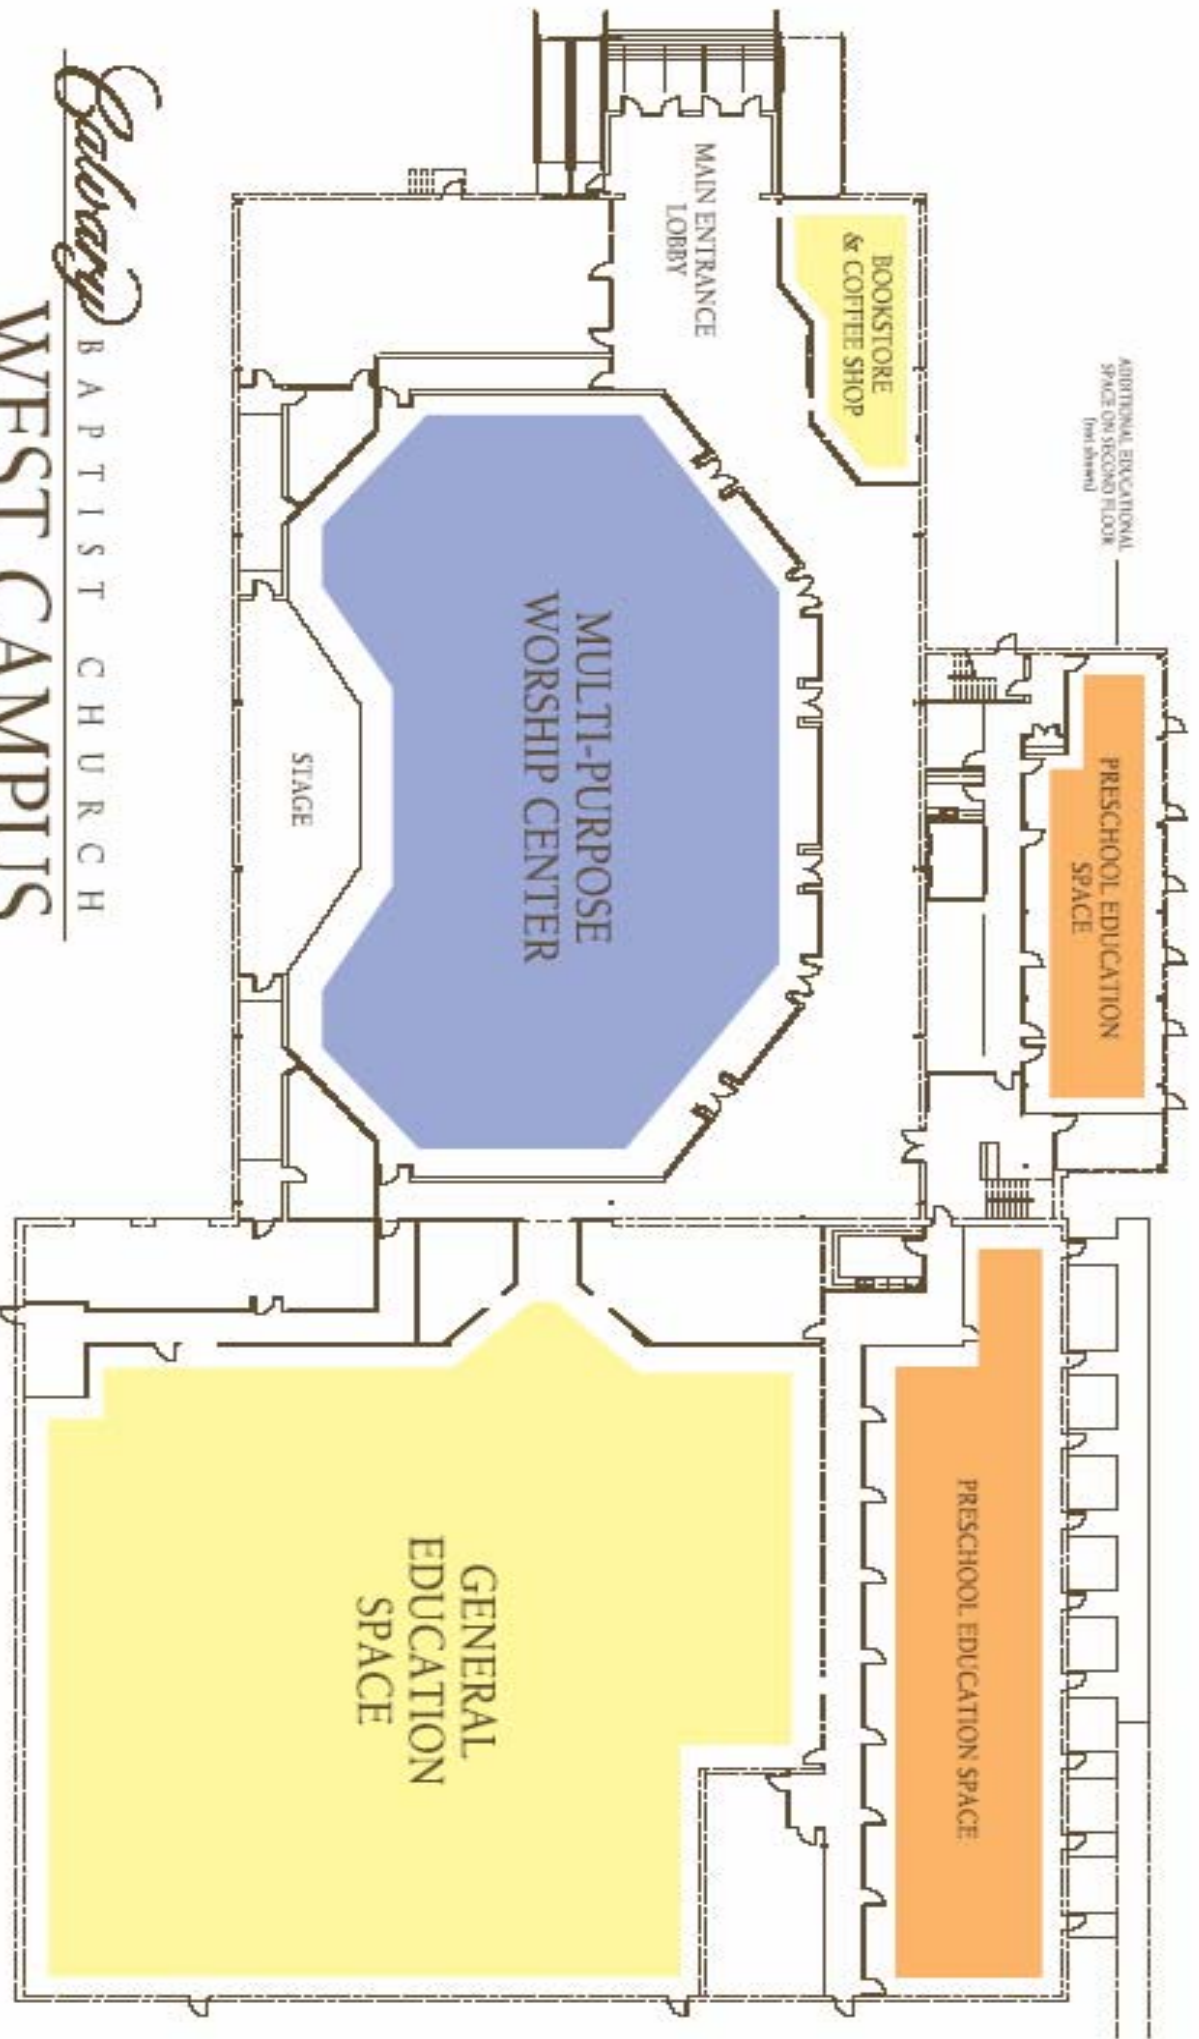 ADDITIONAL EDUCATIONAL
SPACE ON SECOND FLOOR
(not shown)
PRESCHOOL EDUCATION
SPACE
PRESCHOOL EDUCATION SPACE
BOOKSTORE
& COFFEE SHOP
MAIN ENTRANCE
LOBBY
MULTI-PURPOSE
WORSHIP CENTER
STAGE
GENERAL
EDUCATION
SPACE
Calvary
BAPTIST CHURCH
WEST CAMPUS